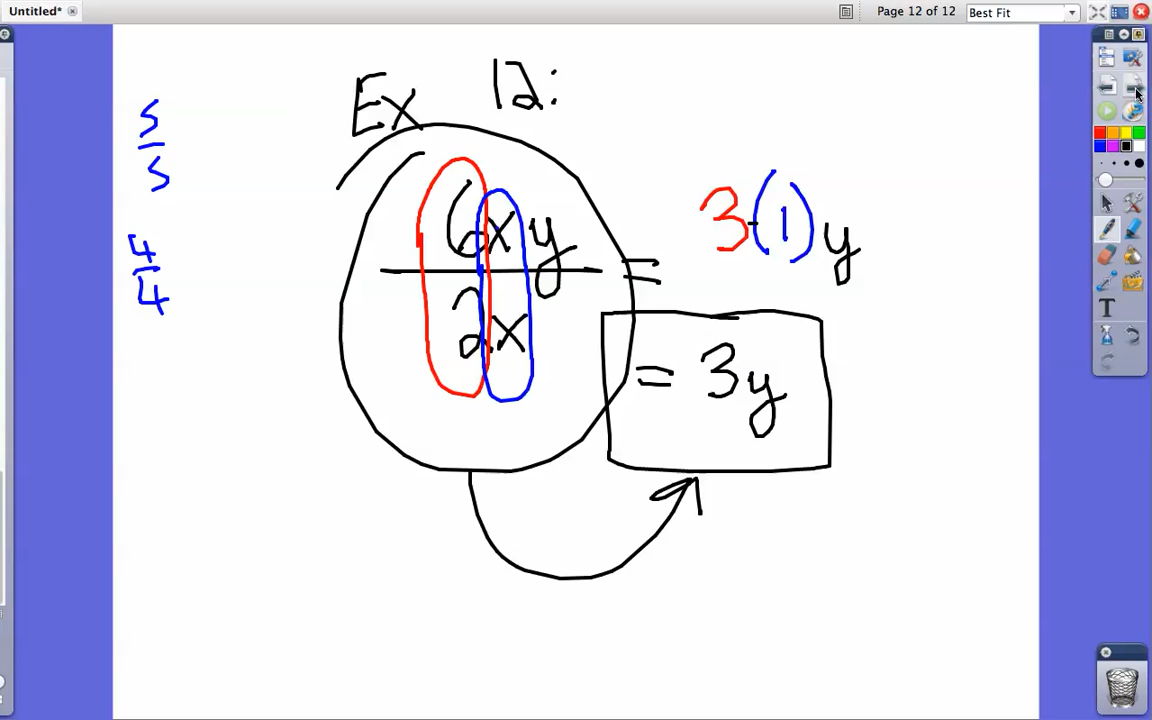 Untitled*
Page 12 of 12
Best Fit
Ex 12:
5
5
4
4
6xy
2x
= 3·(1)y
= 3y
T